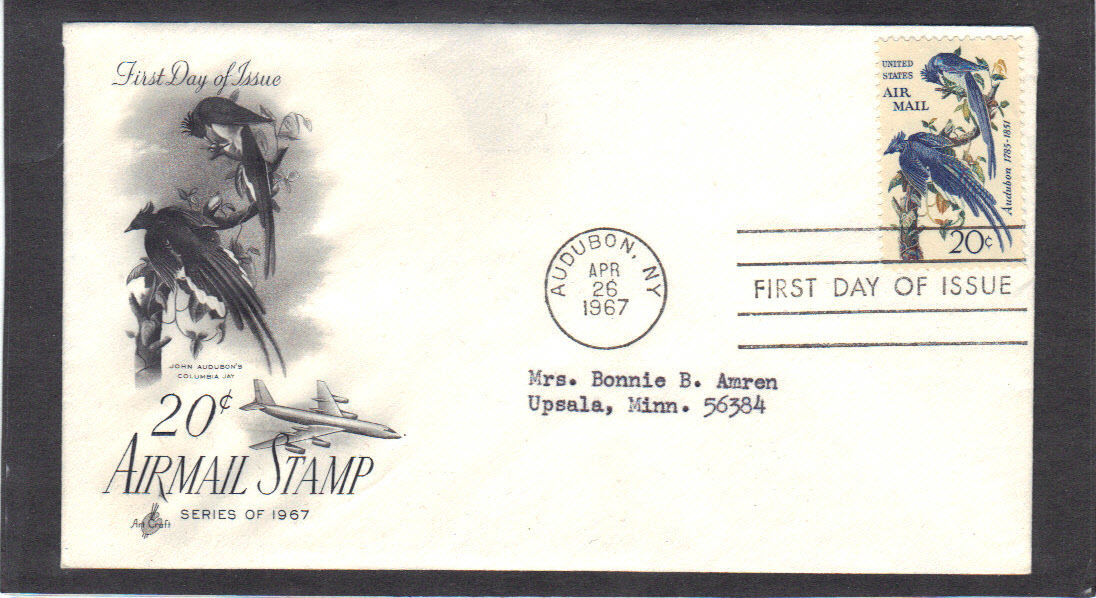 First Day of Issue
JOHN AUDUBON'S
COLUMBIA JAY
20¢
AIRMAIL STAMP
SERIES OF 1967
Art Craft
UNITED
STATES
AIR
MAIL
Audubon 1785-1851
20¢
AUDUBON, NY
APR
26
1967
FIRST DAY OF ISSUE
Mrs. Bonnie B. Amren
Upsala, Minn. 56384